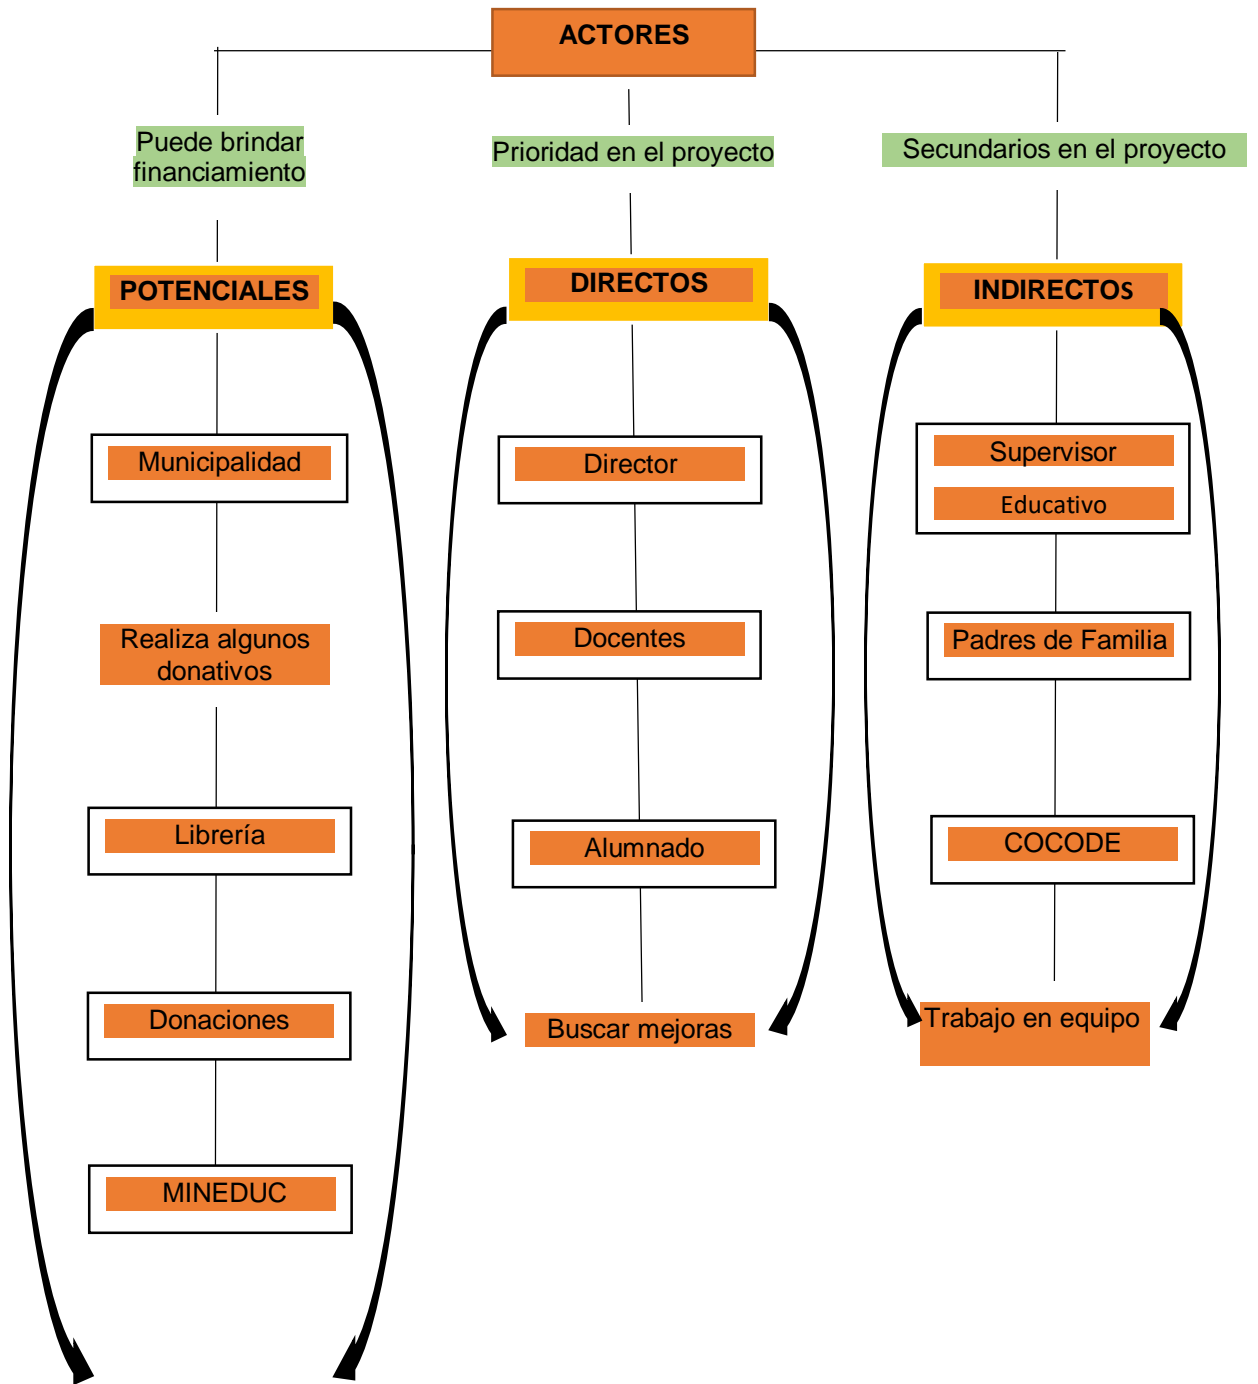 ACTORES
Puede brindar
financiamiento
Prioridad en el proyecto
Secundarios en el proyecto
POTENCIALES
DIRECTOS
INDIRECTOS
Municipalidad
Director
Supervisor
Educativo
Realiza algunos
donativos
Docentes
Padres de Familia
Librería
Alumnado
COCODE
Donaciones
Buscar mejoras
Trabajo en equipo
MINEDUC